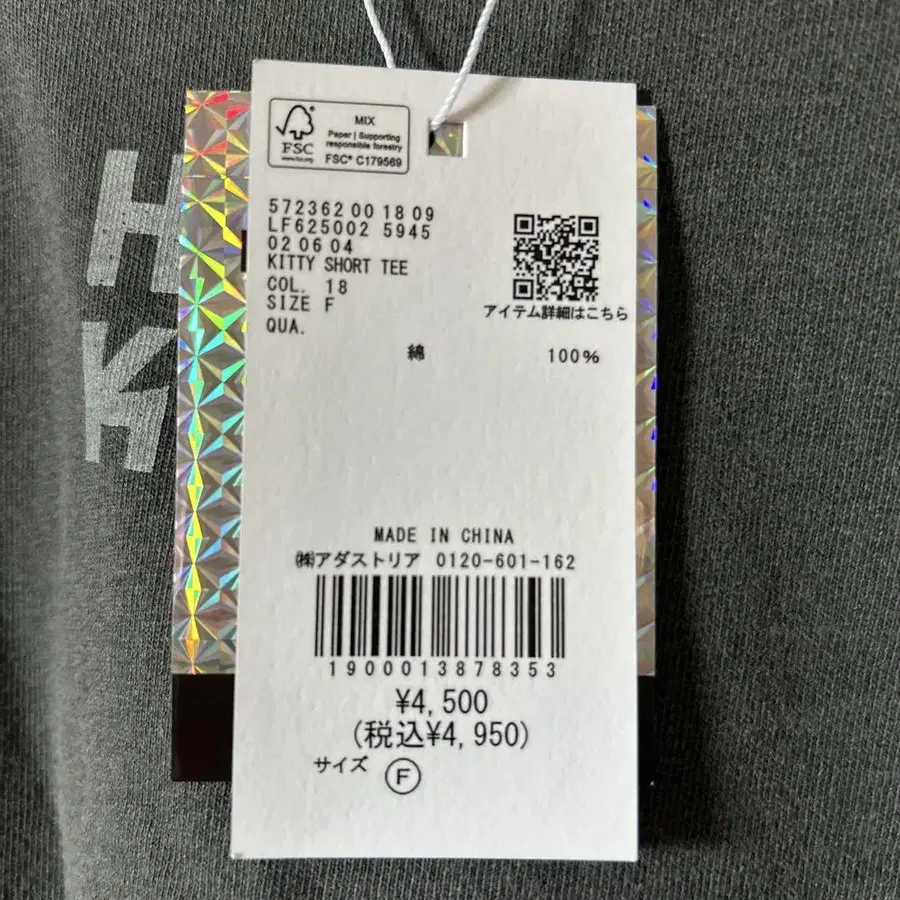 MIX
Paper | Supporting
responsible forestry
FSC
www.fsc.org
FSC® C179569
572362 00 18 09
LF625002 5945
02 06 04
KITTY SHORT TEE
COL. 18
SIZE F
QUA.
アイテム詳細はこちら
綿 100%
MADE IN CHINA
㈱アダストリア 0120-601-162
1900013878353
¥4,500
(税込¥4,950)
サイズ F
H
K